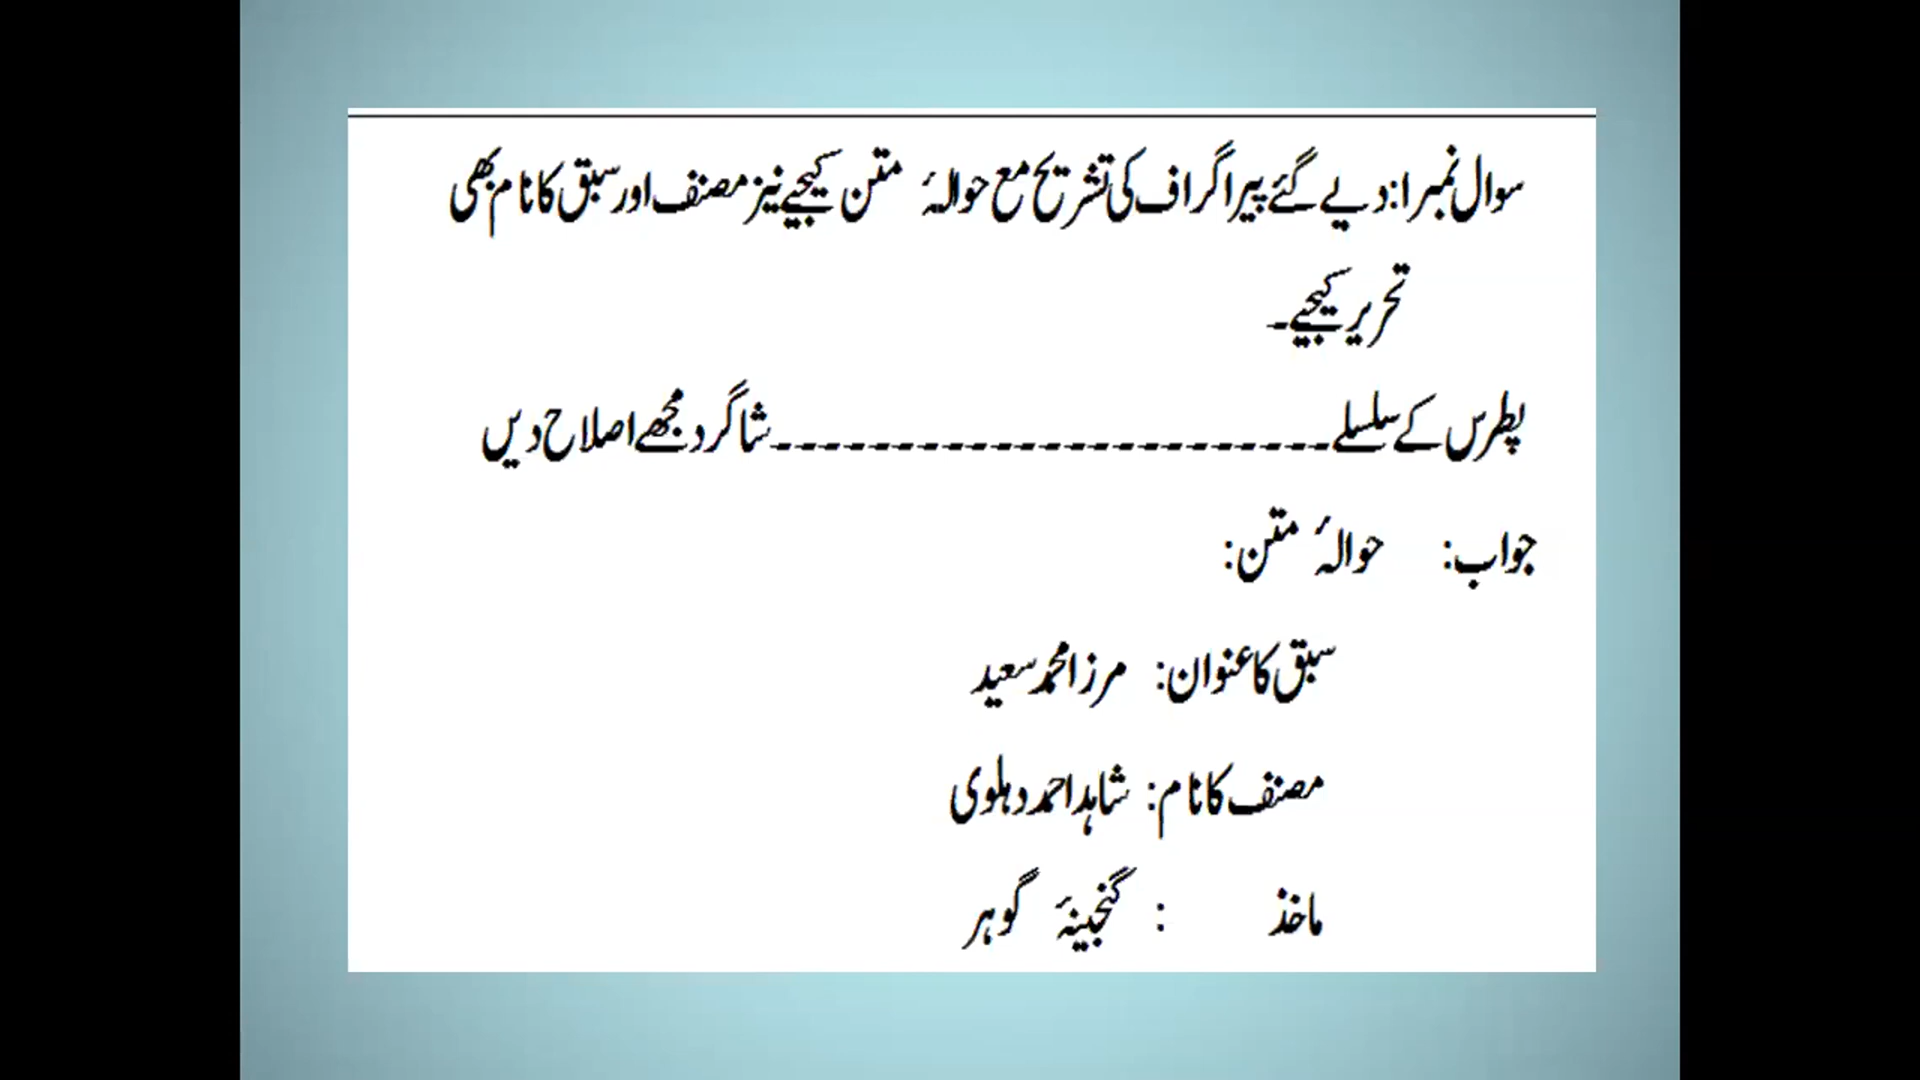 سوال نمبر ۱: دیے گئے پیراگراف کی تشریح مع حوالۂ متن کیجیے نیز مصنف اور سبق کا نام بھی
تحریر کیجیے۔
پطرس کے سلسلے ----------------------- شاگرد مجھے اصلاح دیں
جواب: حوالۂ متن:
سبق کا عنوان: مرزا محمد سعید
مصنف کا نام: شاہد احمد دہلوی
ماخذ : گنجینۂ گوہر